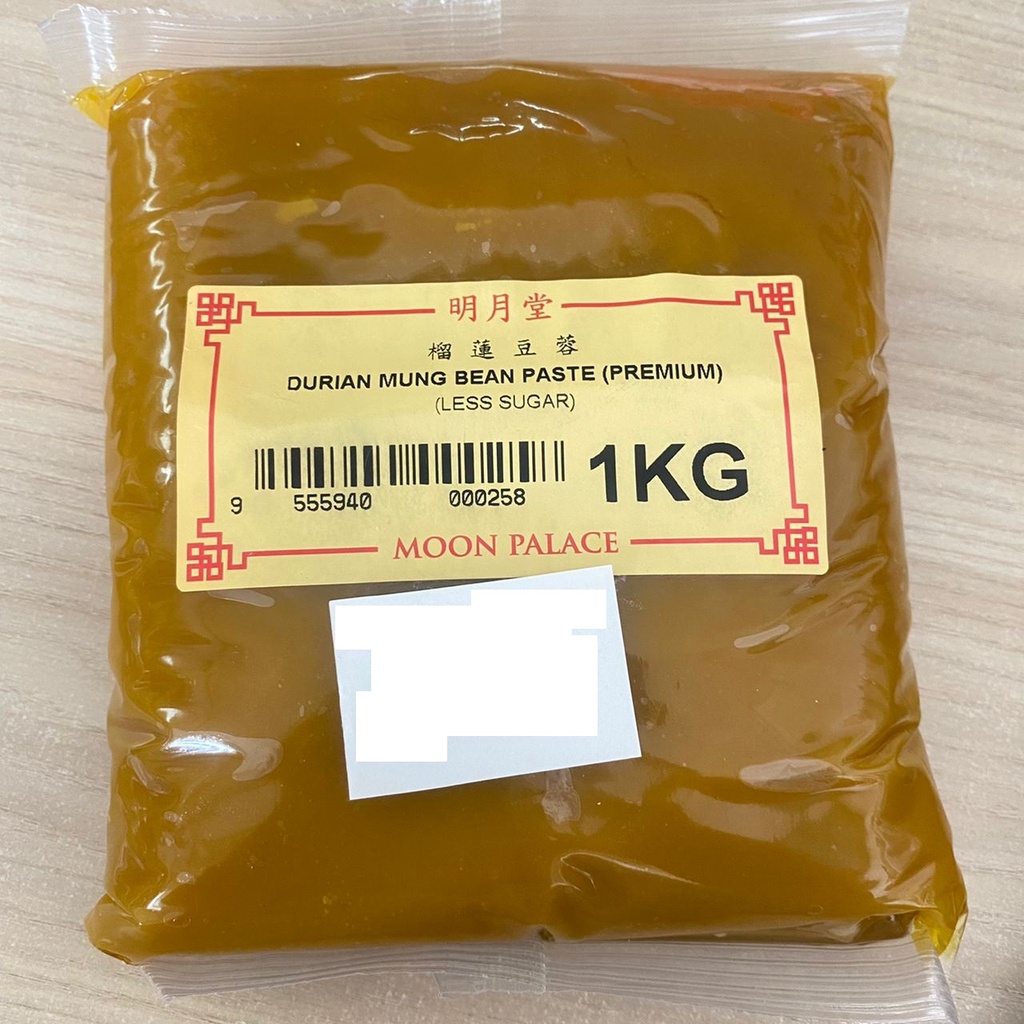 明月堂
榴蓮豆蓉
DURIAN MUNG BEAN PASTE (PREMIUM)
(LESS SUGAR)
1KG
9 555940 000258
MOON PALACE